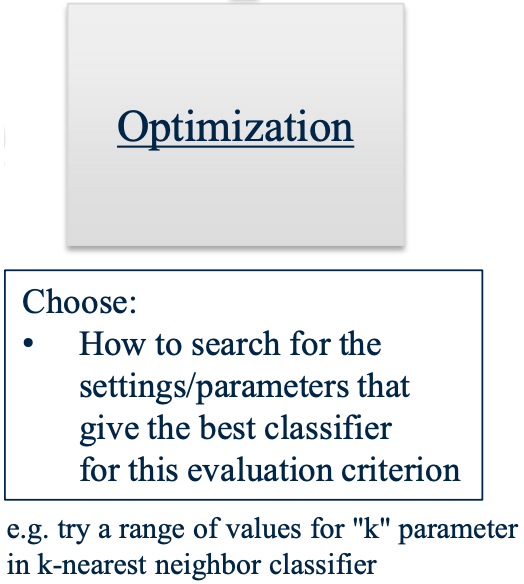 Optimization
Choose:
• How to search for the
settings/parameters that
give the best classifier
for this evaluation criterion
e.g. try a range of values for "k" parameter
in k-nearest neighbor classifier